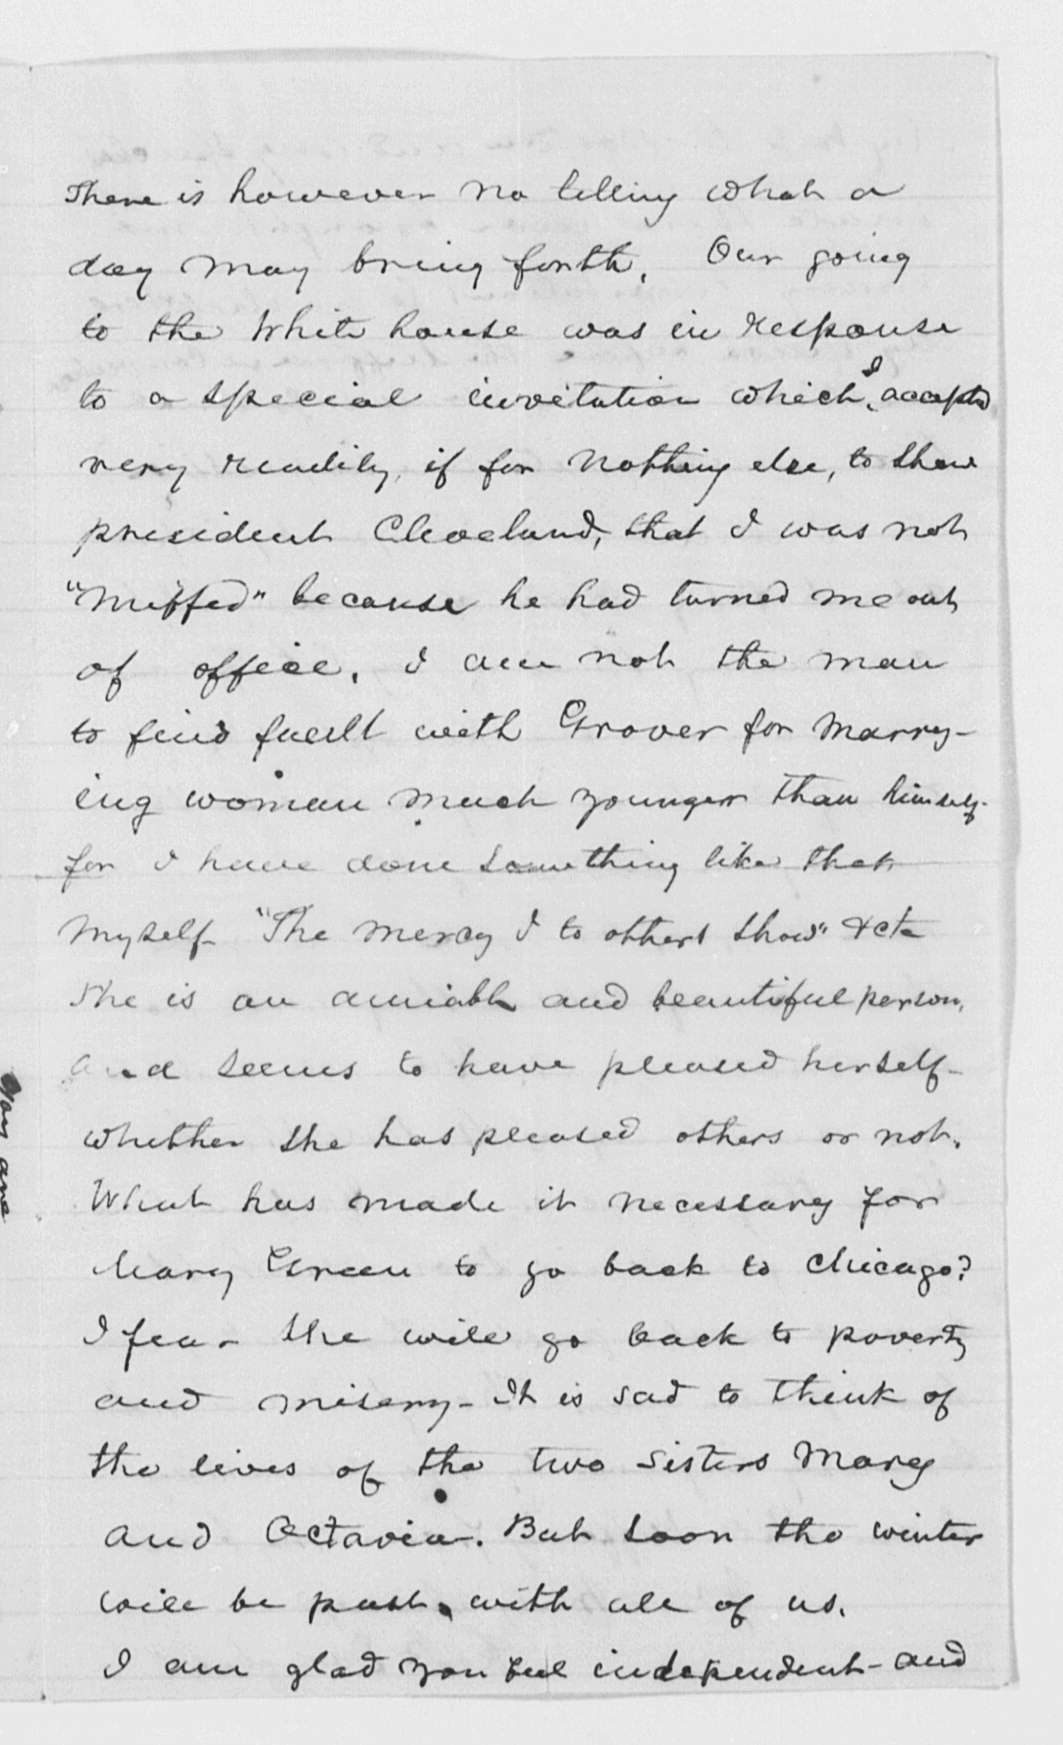 There is however no telling what a
day may bring forth. Our going
to the White house was in response
to a special invitation which I accepted
very readily, if for nothing else, to show
president Cleveland, that I was not
"Miffed" because he had turned me out
of office. I am not the man
to find fault with Grover for Marry-
ing woman much younger than himself-
for I have done something like that
myself- "The mercy I to others show" &ct
She is an amiable and beautiful person,
and seems to have pleased herself-
whether she has pleased others or not.
What has made it necessary for
Mary Green to go back to Chicago?
I fear she will go back to poverty
and misery- It is sad to think of
the lives of the two sisters Mary
and Octavia. But soon the winter
will be past, with all of us.
I am glad you feel independent- and
you are